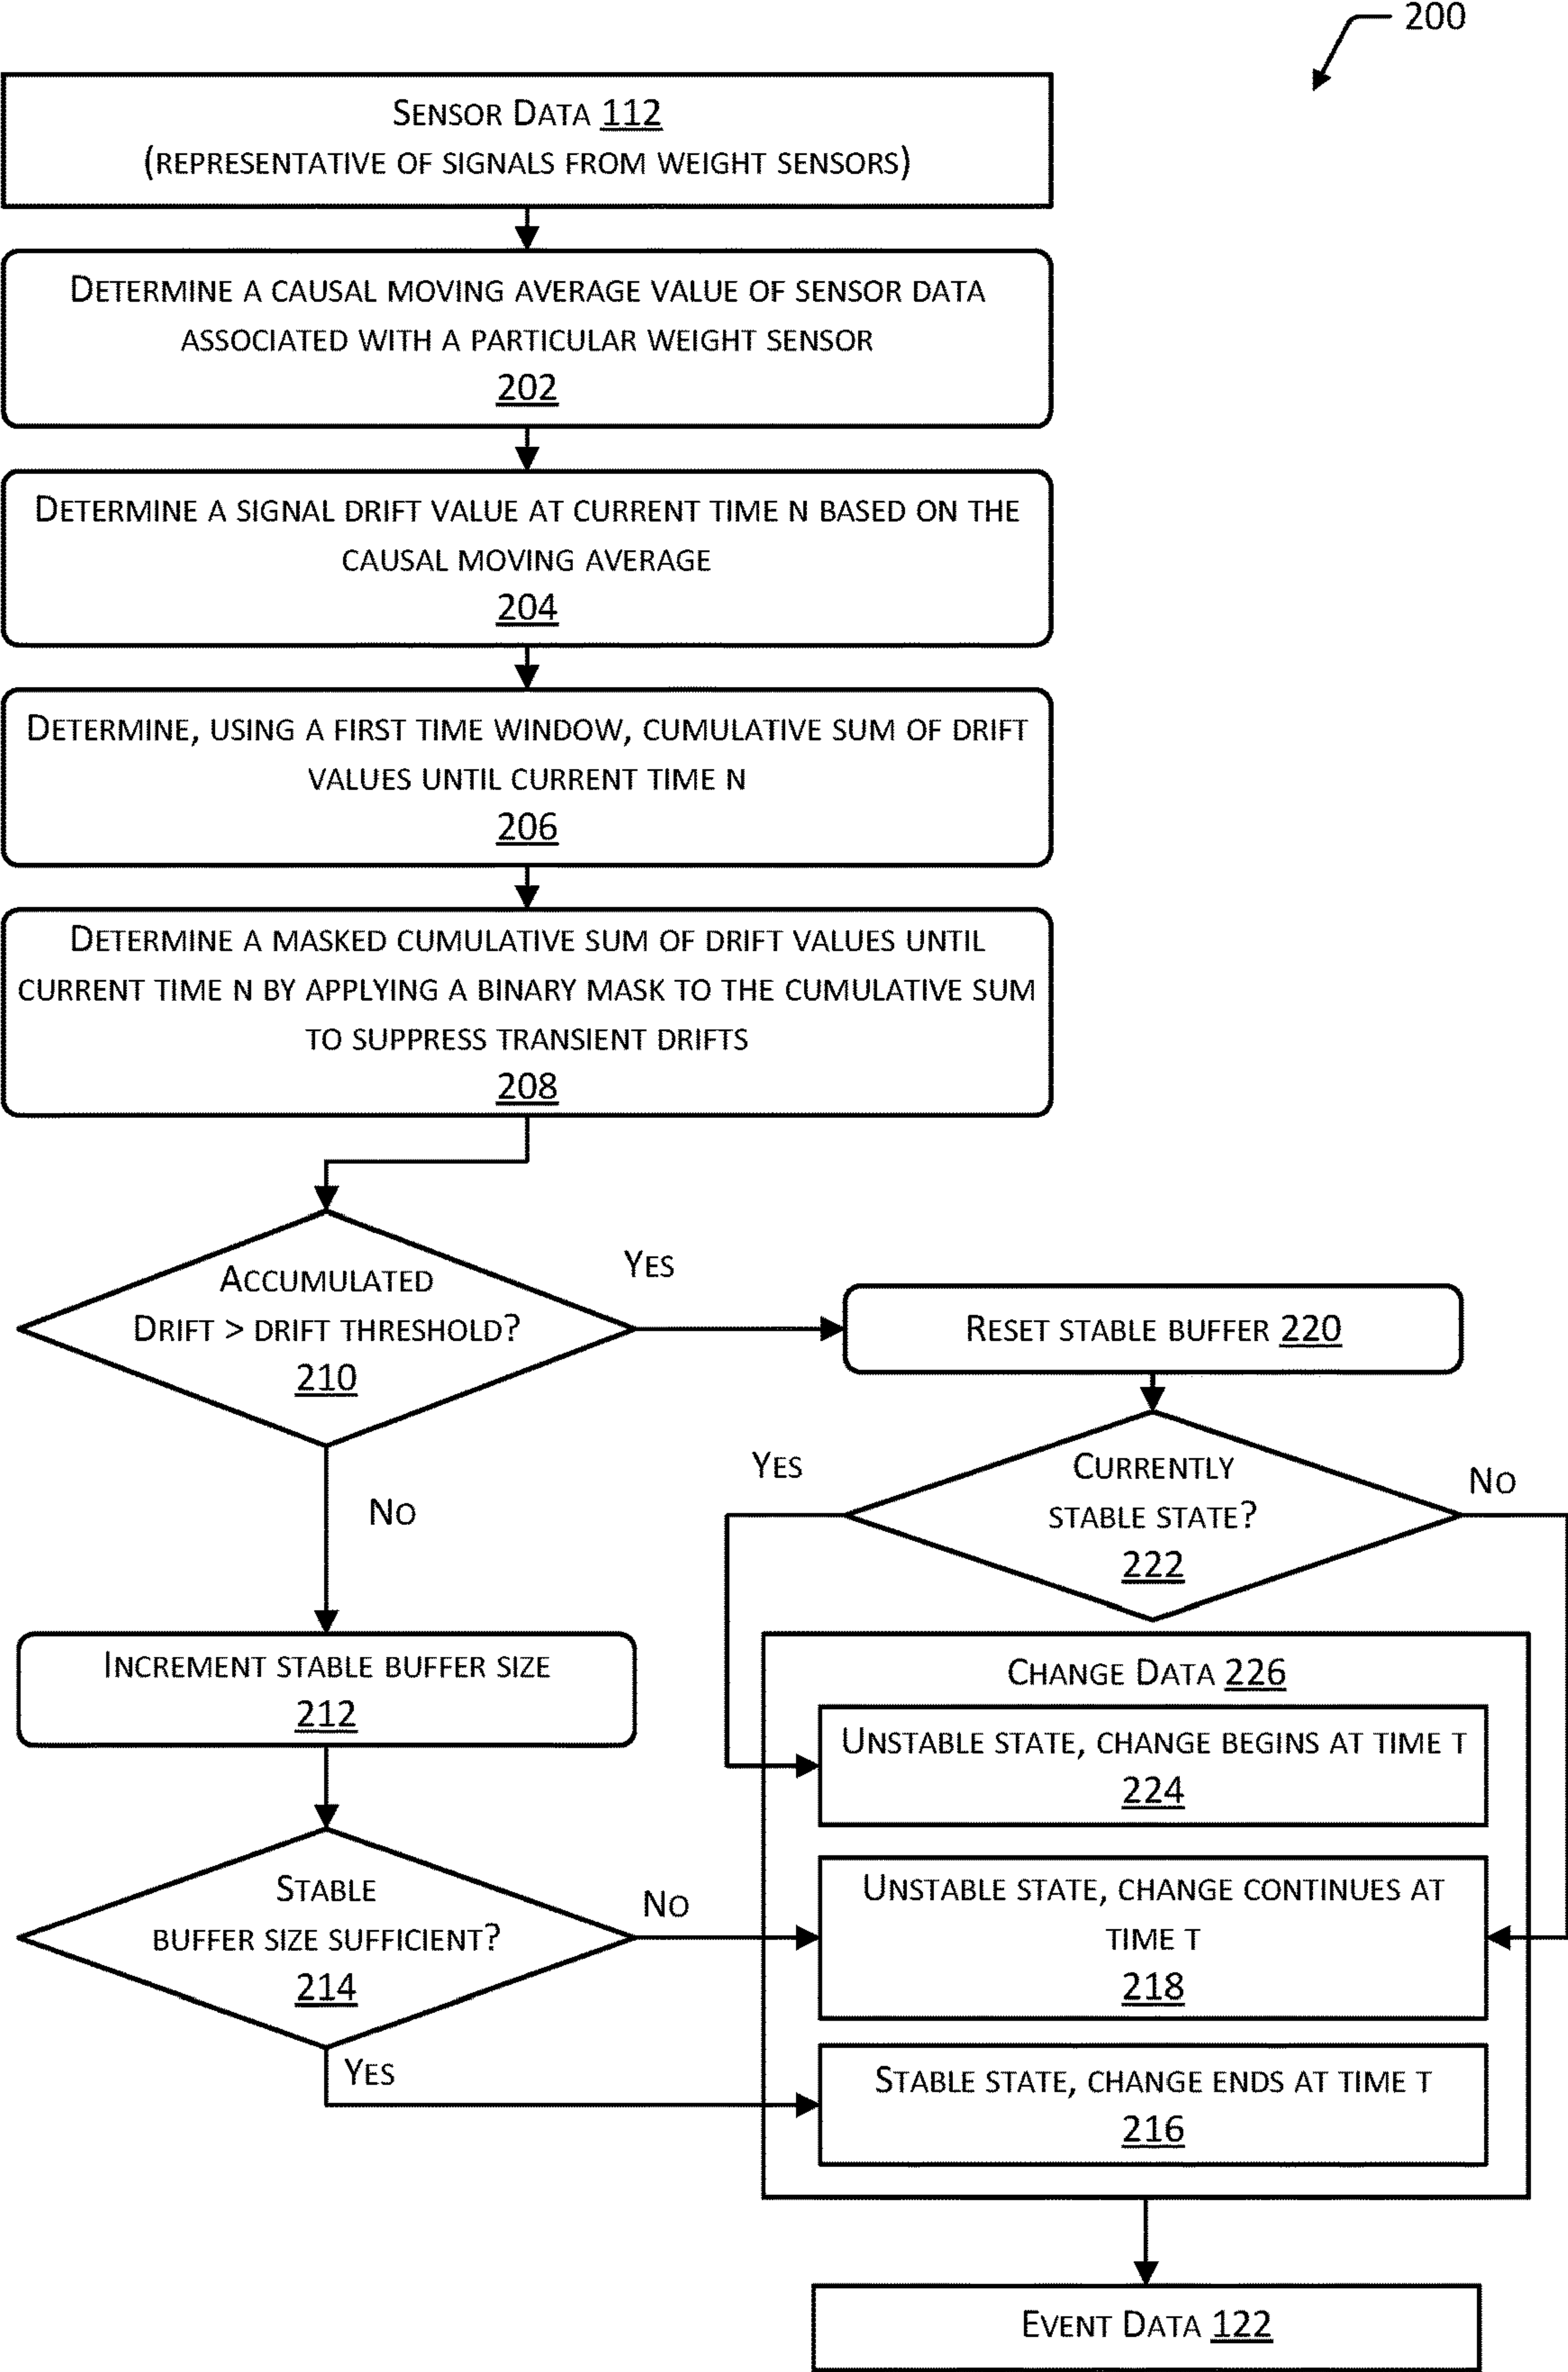 200
Sensor Data 112
(representative of signals from weight sensors)
Determine a causal moving average value of sensor data
associated with a particular weight sensor
202
Determine a signal drift value at current time n based on the
causal moving average
204
Determine, using a first time window, cumulative sum of drift
values until current time n
206
Determine a masked cumulative sum of drift values until
current time n by applying a binary mask to the cumulative sum
to suppress transient drifts
208
Accumulated
Drift > drift threshold?
210
Yes
Reset stable buffer 220
No
Currently
stable state?
222
Yes
No
Increment stable buffer size
212
Change Data 226
Unstable state, change begins at time t
224
Stable
buffer size sufficient?
214
No
Unstable state, change continues at
time t
218
Yes
Stable state, change ends at time t
216
Event Data 122